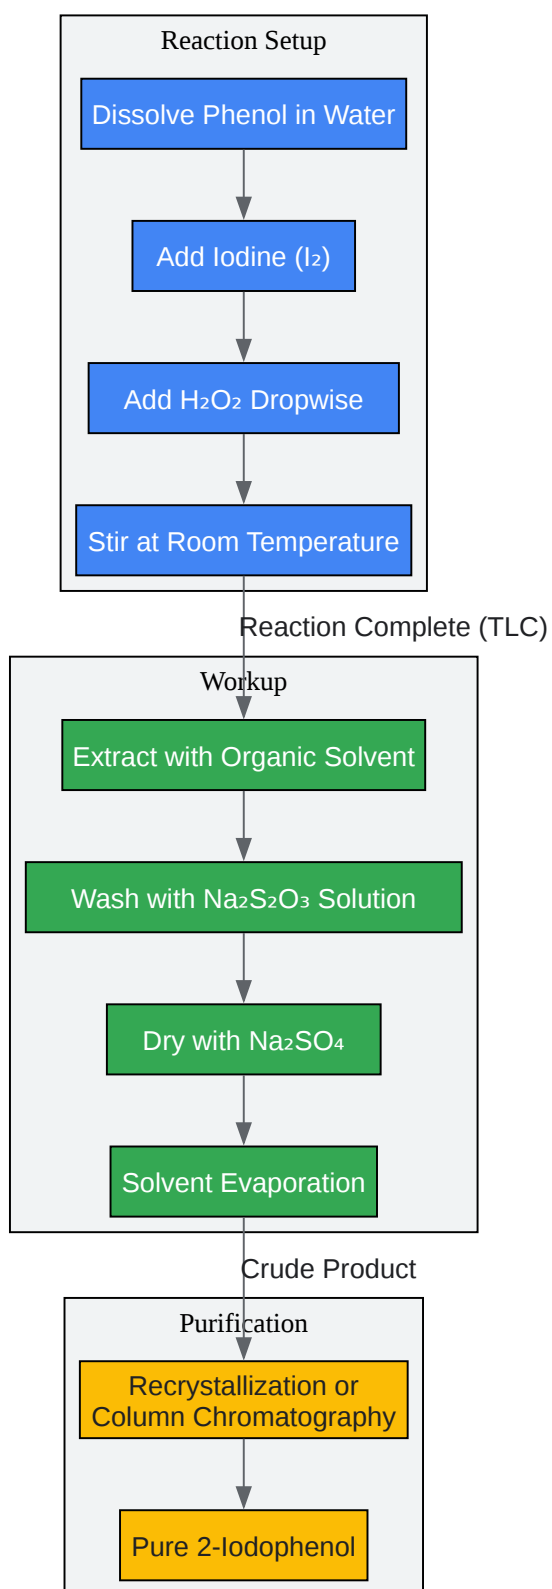 Reaction Setup
Dissolve Phenol in Water
Add Iodine (I₂)
Add H₂O₂ Dropwise
Stir at Room Temperature
Reaction Complete (TLC)
Workup
Extract with Organic Solvent
Wash with Na₂S₂O₃ Solution
Dry with Na₂SO₄
Solvent Evaporation
Crude Product
Purification
Recrystallization or
Column Chromatography
Pure 2-Iodophenol